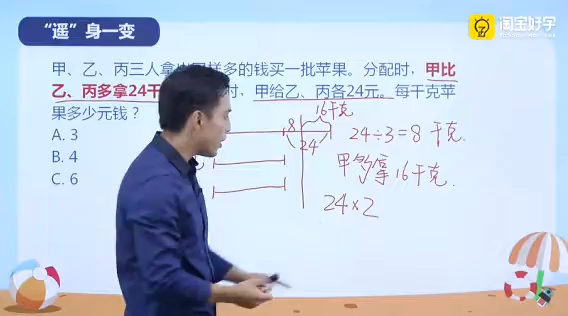 “遥”身一变
淘宝好学
xue.taobao.com
甲、乙、丙三人拿出同样多的钱买一批苹果。分配时，甲比
乙、丙多拿24千 时，甲给乙、丙各24元。每千克苹
果多少元钱？
A. 3
B. 4
C. 6
16千克
8
24
24÷3=8 千克.
甲多拿16千克.
24×2